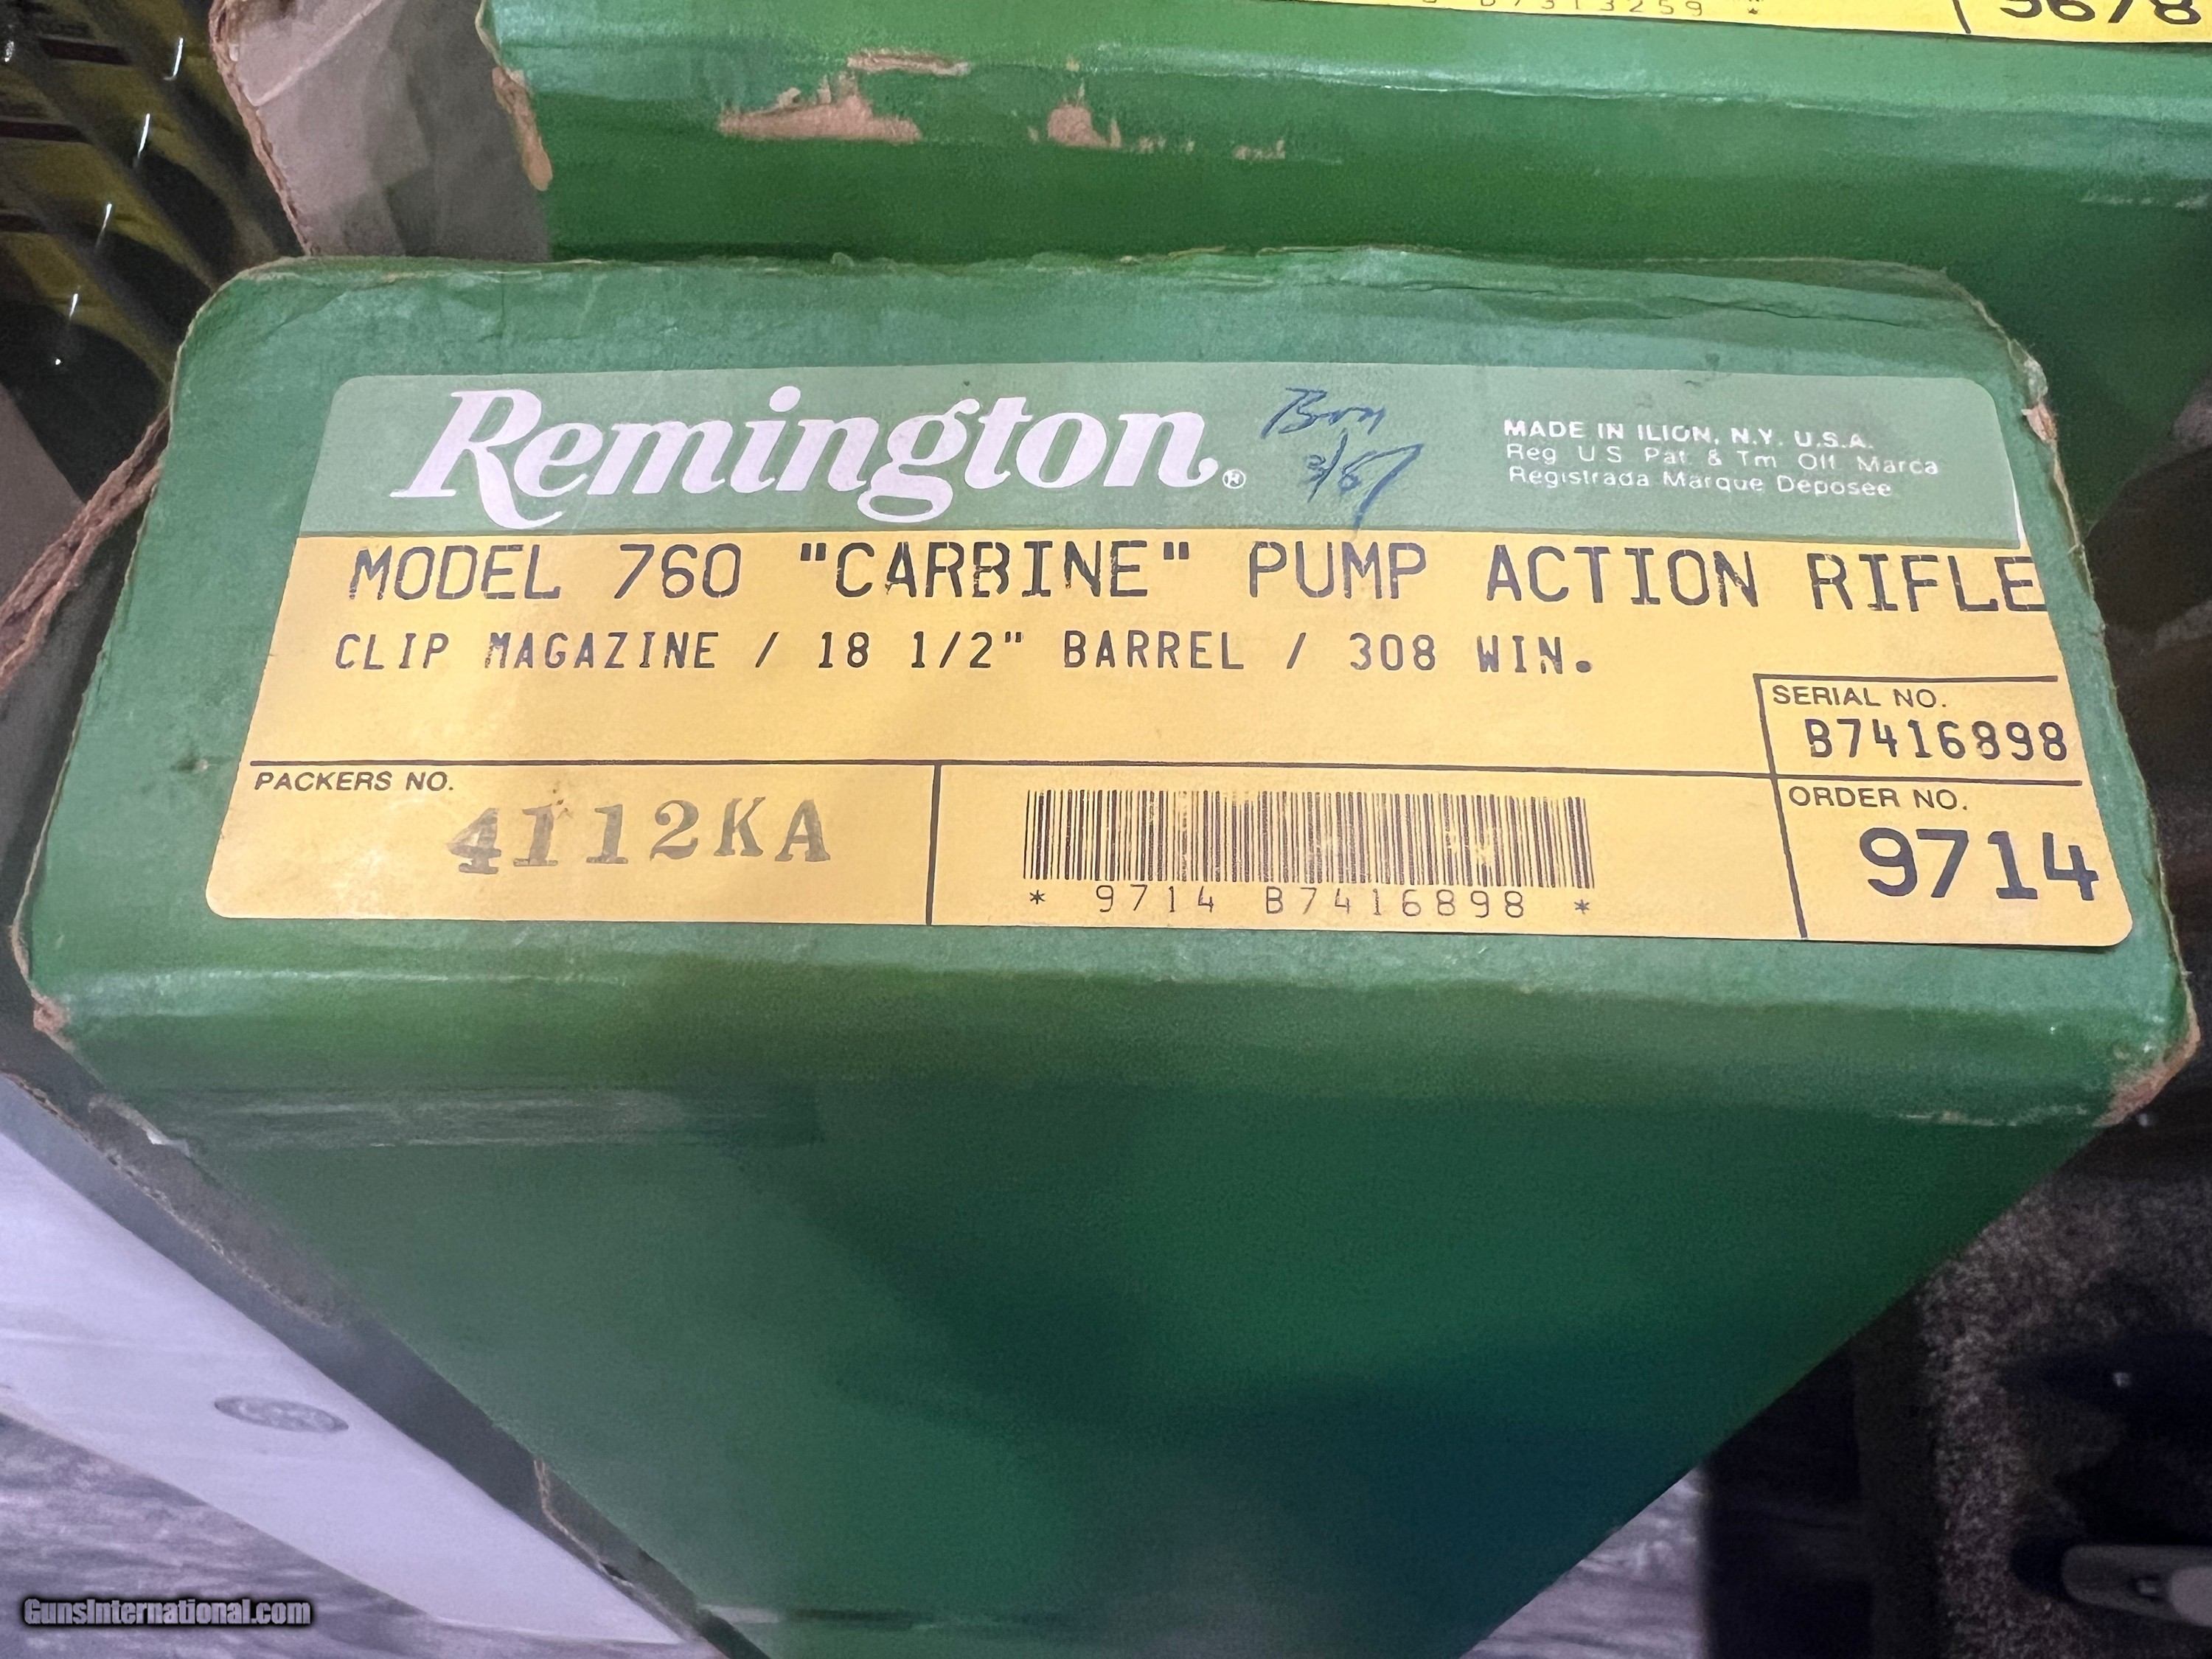 B7313259 *
5678
Remington®
MADE IN ILION, N.Y. U.S.A.
Reg U S Pat & Tm Off Marca
Registrada Marque Deposee
MODEL 760 "CARBINE" PUMP ACTION RIFLE
CLIP MAGAZINE / 18 1/2" BARREL / 308 WIN.
SERIAL NO.
B7416898
PACKERS NO.
4112KA
* 9714 B7416898 *
ORDER NO.
9714
GunsInternational.com